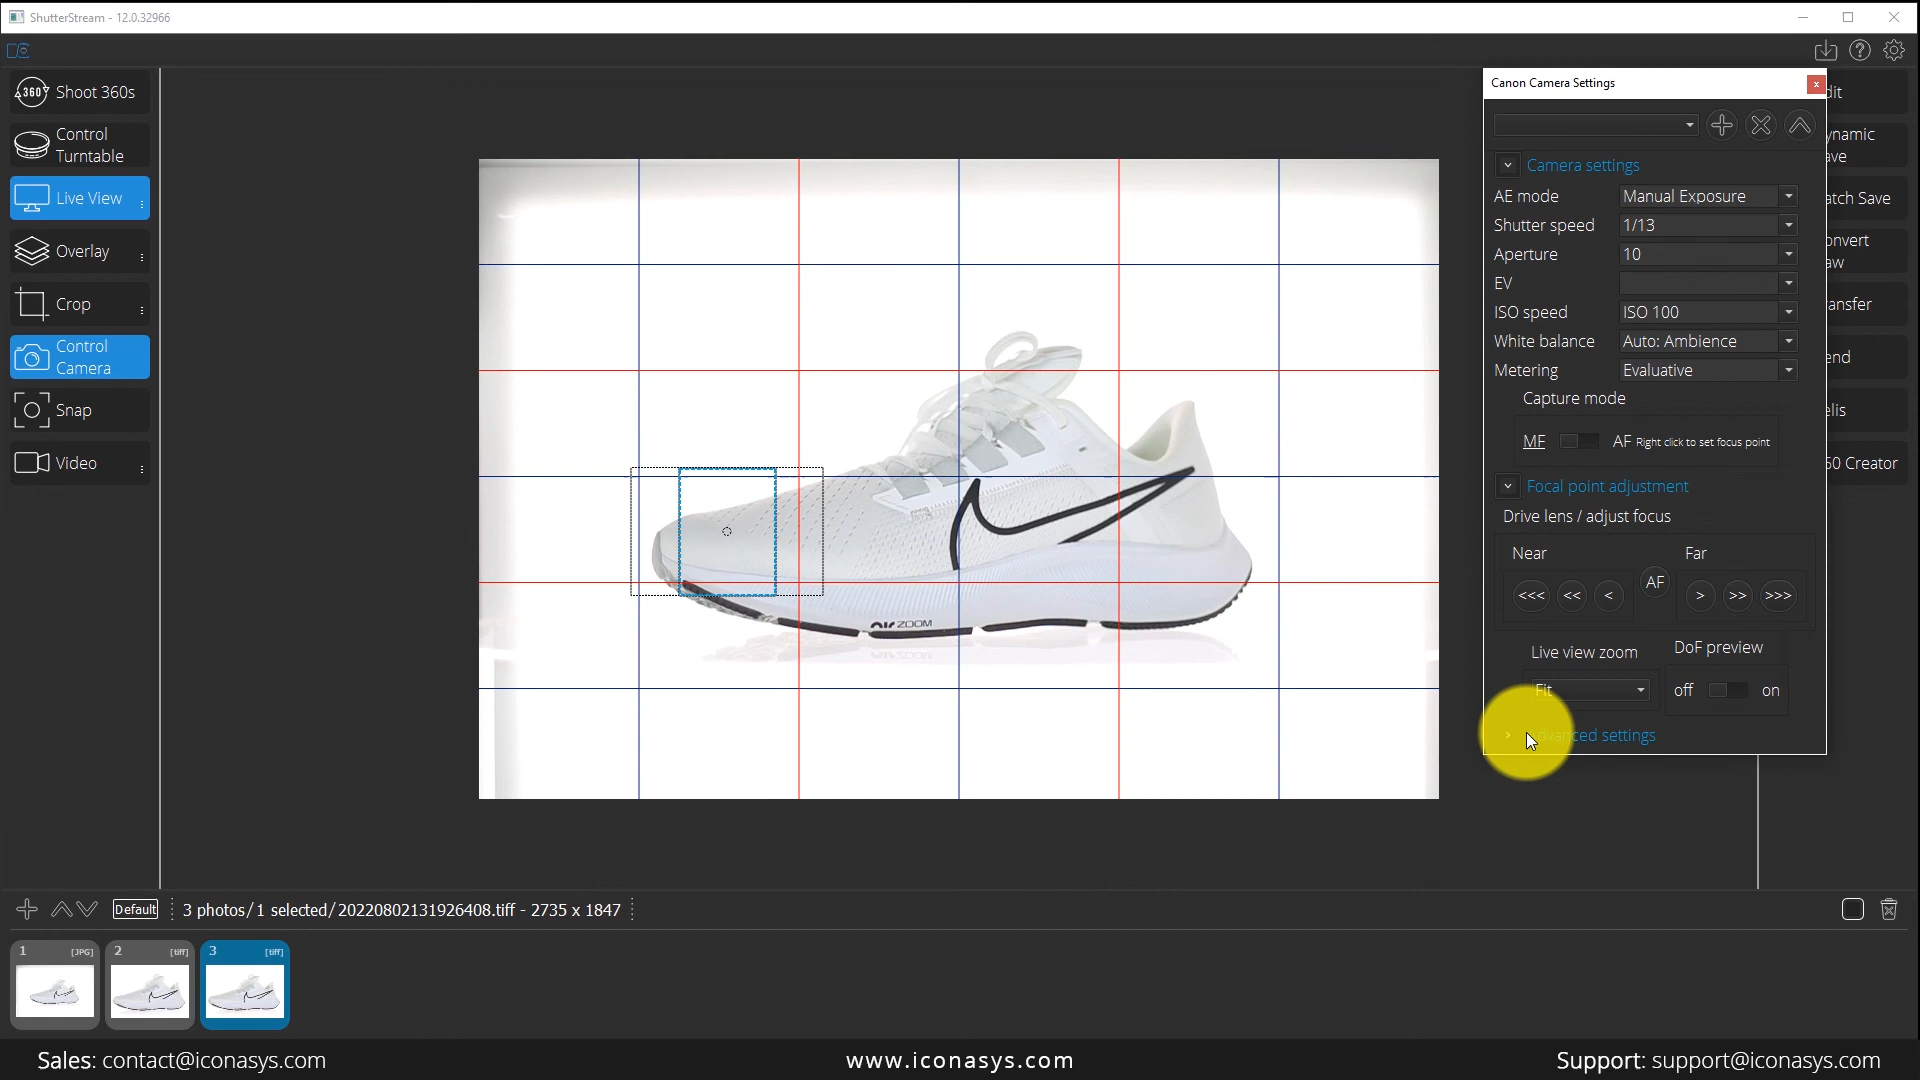 ShutterStream - 12.0.32966
Shoot 360s
Control
Turntable
Live View
Overlay
Crop
Control
Camera
Snap
Video
Canon Camera Settings
Camera settings
AE mode Manual Exposure
Shutter speed 1/13
Aperture 10
EV
ISO speed ISO 100
White balance Auto: Ambience
Metering Evaluative
Capture mode
MF AF Right click to set focus point
Focal point adjustment
Drive lens / adjust focus
Near Far
<<< << < AF > >> >>>
Live view zoom DoF preview
Fit off on
Advanced settings
dit
ynamic
ave
atch Save
onvert
aw
ransfer
end
elis
60 Creator
air ZOOM
Default 3 photos/1 selected/20220802131926408.tiff - 2735 x 1847
1 [JPG] 2 [tiff] 3 [tiff]
Sales: contact@iconasys.com www.iconasys.com Support: support@iconasys.com